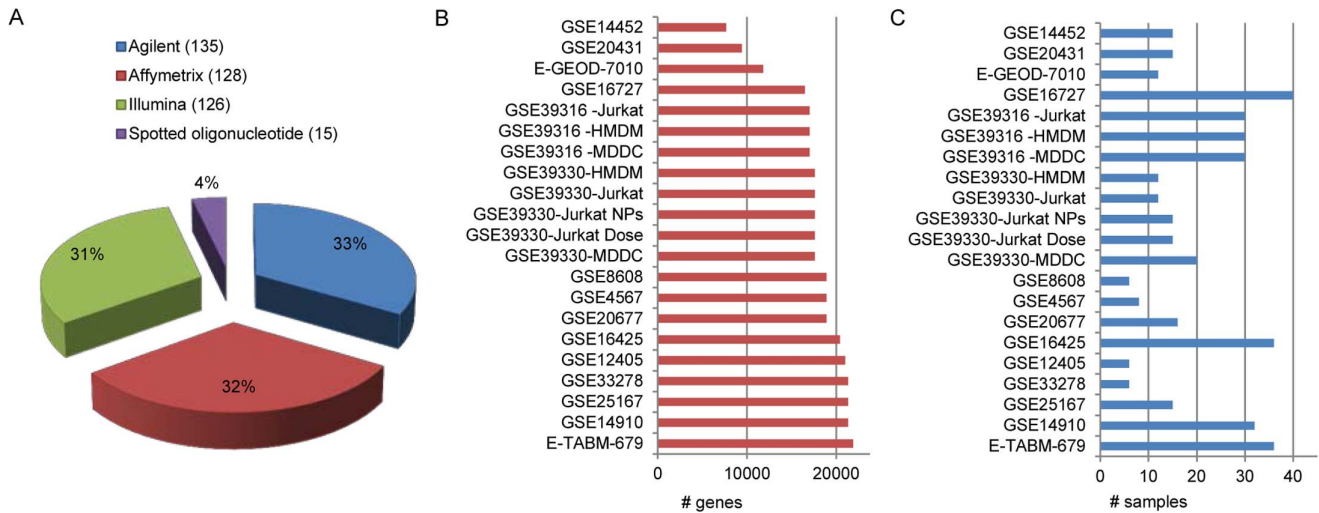 A
Agilent (135)
Affymetrix (128)
Illumina (126)
Spotted oligonucleotide (15)
4%
31%
33%
32%
B
GSE14452
GSE20431
E-GEOD-7010
GSE16727
GSE39316 -Jurkat
GSE39316 -HMDM
GSE39316 -MDDC
GSE39330-HMDM
GSE39330-Jurkat
GSE39330-Jurkat NPs
GSE39330-Jurkat Dose
GSE39330-MDDC
GSE8608
GSE4567
GSE20677
GSE16425
GSE12405
GSE33278
GSE25167
GSE14910
E-TABM-679
0 10000 20000
# genes
C
GSE14452
GSE20431
E-GEOD-7010
GSE16727
GSE39316 -Jurkat
GSE39316 -HMDM
GSE39316 -MDDC
GSE39330-HMDM
GSE39330-Jurkat
GSE39330-Jurkat NPs
GSE39330-Jurkat Dose
GSE39330-MDDC
GSE8608
GSE4567
GSE20677
GSE16425
GSE12405
GSE33278
GSE25167
GSE14910
E-TABM-679
0 10 20 30 40
# samples